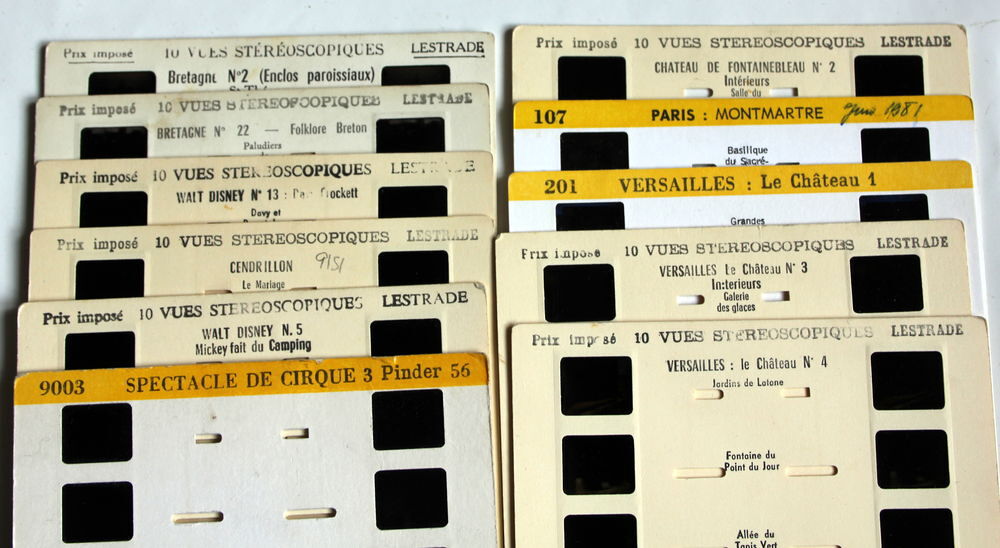 Prix imposé 10 VUES STÉRÉOSCOPIQUES LESTRADE
Bretagne N°2 (Enclos paroissiaux)
Prix imposé 10 VUES STEREOSCOPIQUES LESTRADE
BRETAGNE N° 22 — Folklore Breton
Paludiers
Prix imposé 10 VUES STEREOSCOPIQUES LESTRADE
WALT DISNEY N° 13 : Davy Crockett
Davy et
Prix imposé 10 VUES STEREOSCOPIQUES LESTRADE
CENDRILLON
Le Mariage
Prix imposé 10 VUES STEREOSCOPIQUES LESTRADE
WALT DISNEY N. 5
Mickey fait du Camping
9003 SPECTACLE DE CIRQUE 3 Pinder 56
Prix imposé 10 VUES STEREOSCOPIQUES LESTRADE
CHATEAU DE FONTAINEBLEAU N° 2
Intérieurs
Salle du
107 PARIS : MONTMARTRE 1981
Basilique
du Sacré-
201 VERSAILLES : Le Château 1
Grandes
Prix imposé 10 VUES STEREOSCOPIQUES LESTRADE
VERSAILLES Le Château N° 3
Intérieurs
Galerie
des glaces
Prix imposé 10 VUES STEREOSCOPIQUES LESTRADE
VERSAILLES : le Château N° 4
Jardins de Latone
Fontaine du
Point du Jour
Allée du
Tapis Vert